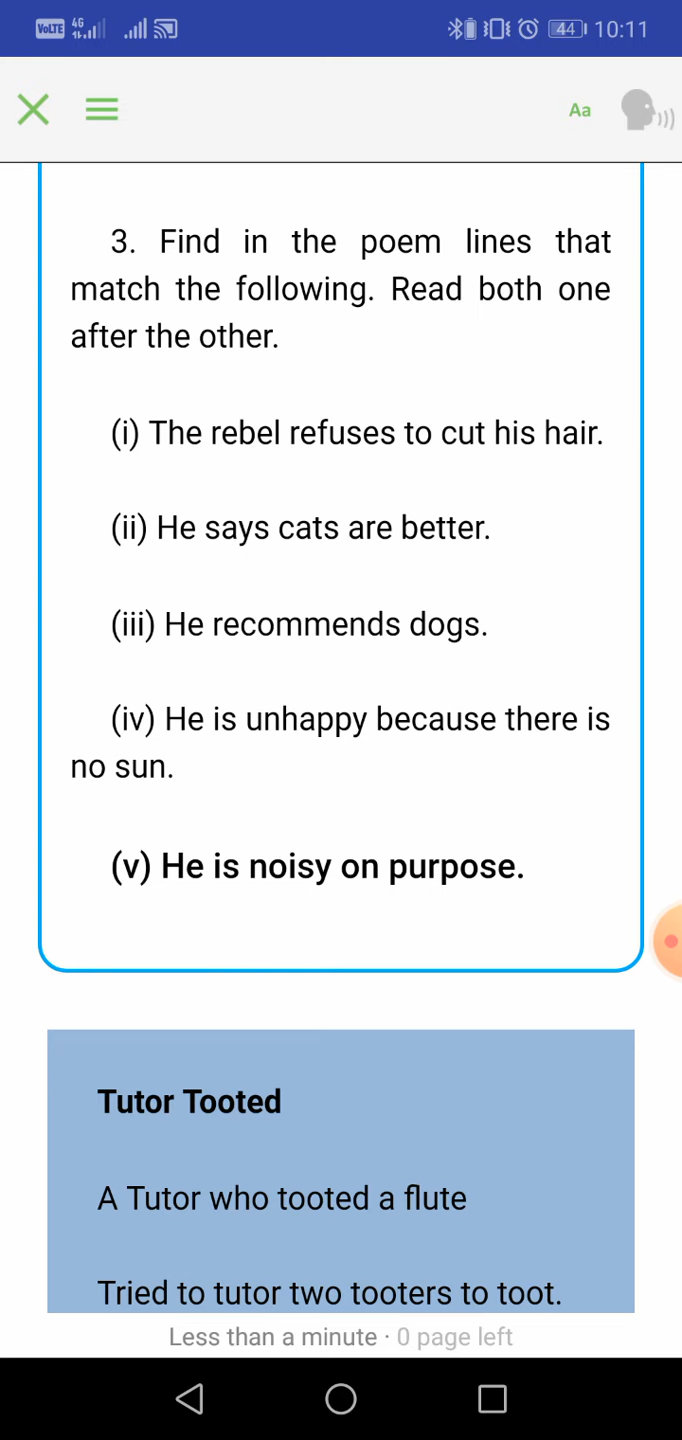 VoLTE 4G 44 10:11
Aa
3. Find in the poem lines that
match the following. Read both one
after the other.
(i) The rebel refuses to cut his hair.
(ii) He says cats are better.
(iii) He recommends dogs.
(iv) He is unhappy because there is
no sun.
(v) He is noisy on purpose.
Tutor Tooted
A Tutor who tooted a flute
Tried to tutor two tooters to toot.
Less than a minute · 0 page left